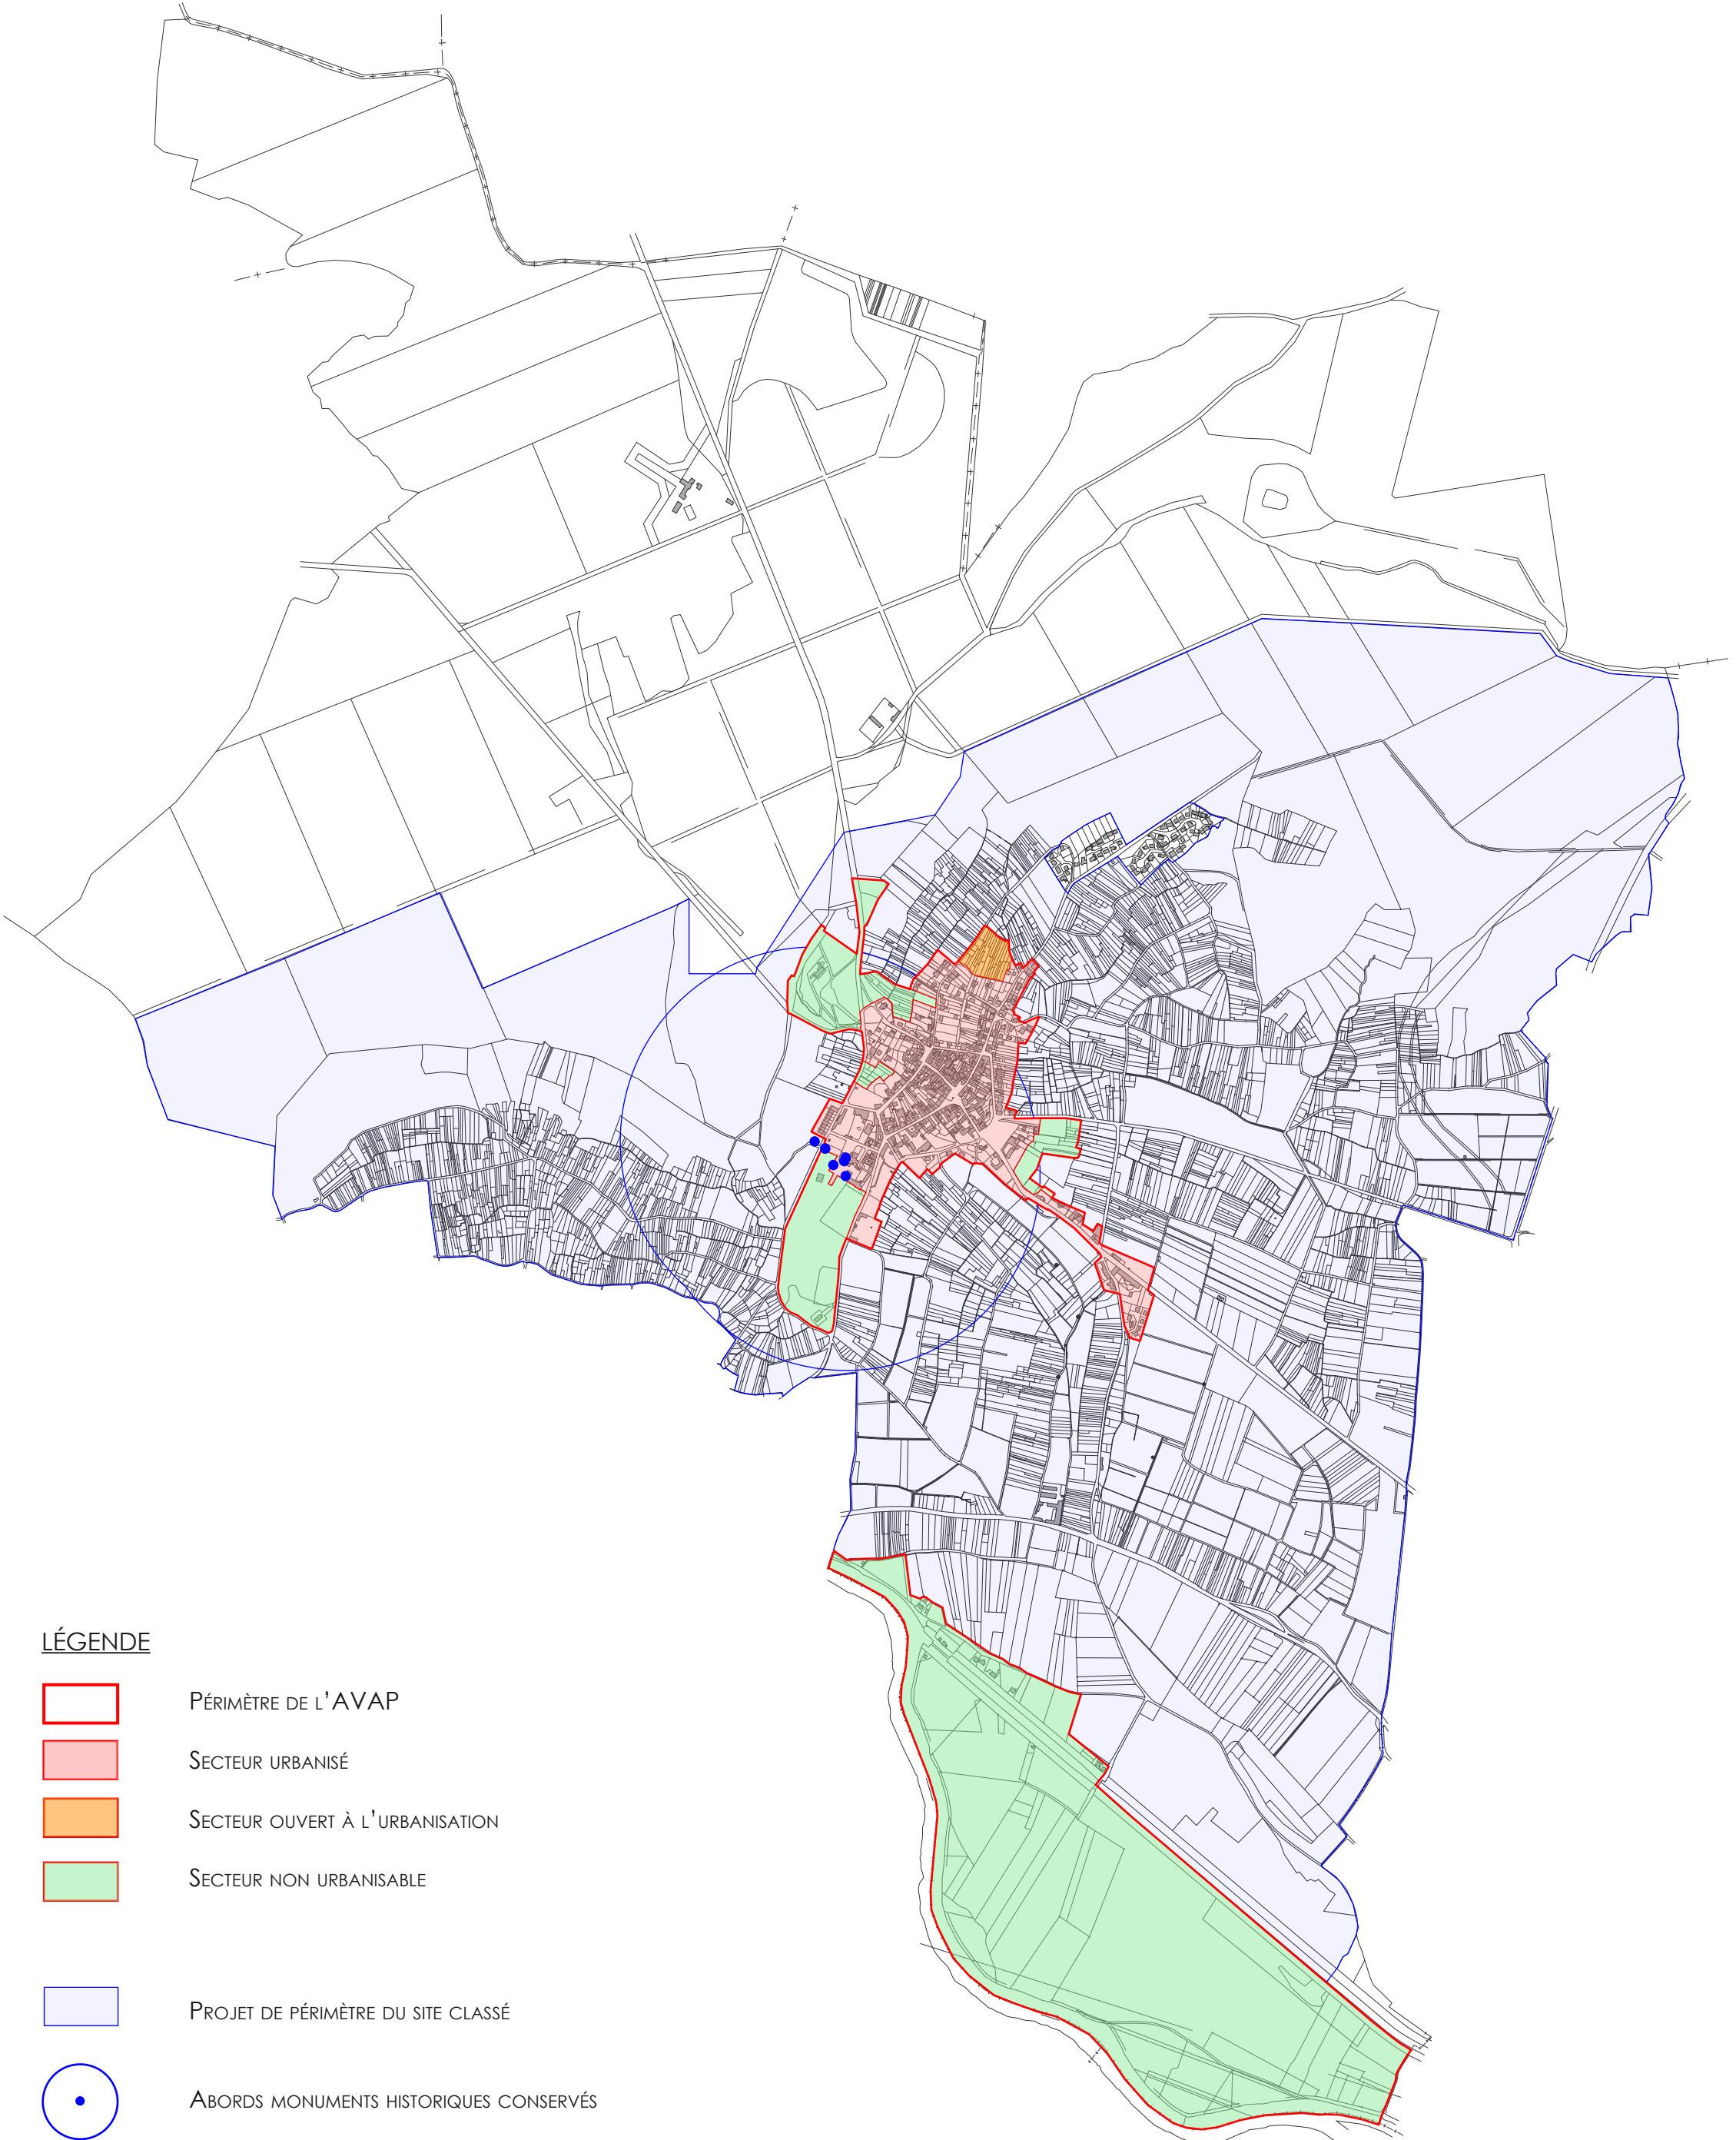 LÉGENDE
Périmètre de l'AVAP
Secteur urbanisé
Secteur ouvert à l'urbanisation
Secteur non urbanisable
Projet de périmètre du site classé
Abords monuments historiques conservés